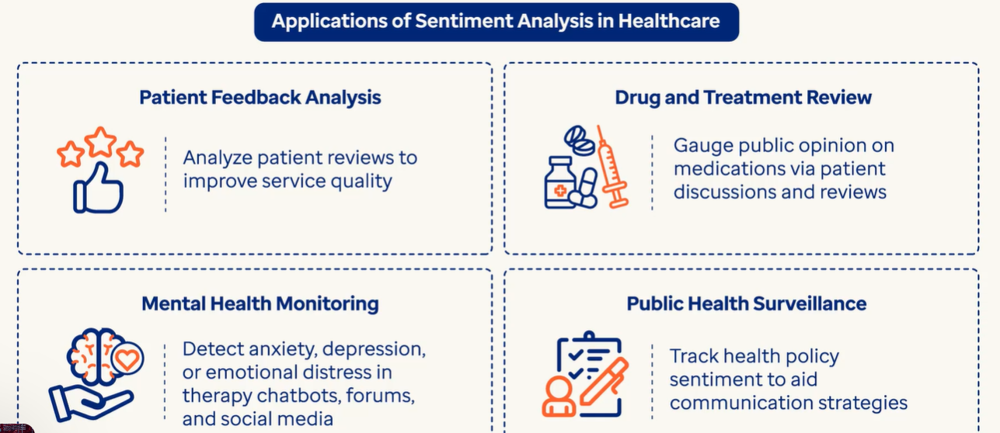 Applications of Sentiment Analysis in Healthcare
Patient Feedback Analysis
Analyze patient reviews to
improve service quality
Drug and Treatment Review
Gauge public opinion on
medications via patient
discussions and reviews
Mental Health Monitoring
Detect anxiety, depression,
or emotional distress in
therapy chatbots, forums,
and social media
Public Health Surveillance
Track health policy
sentiment to aid
communication strategies